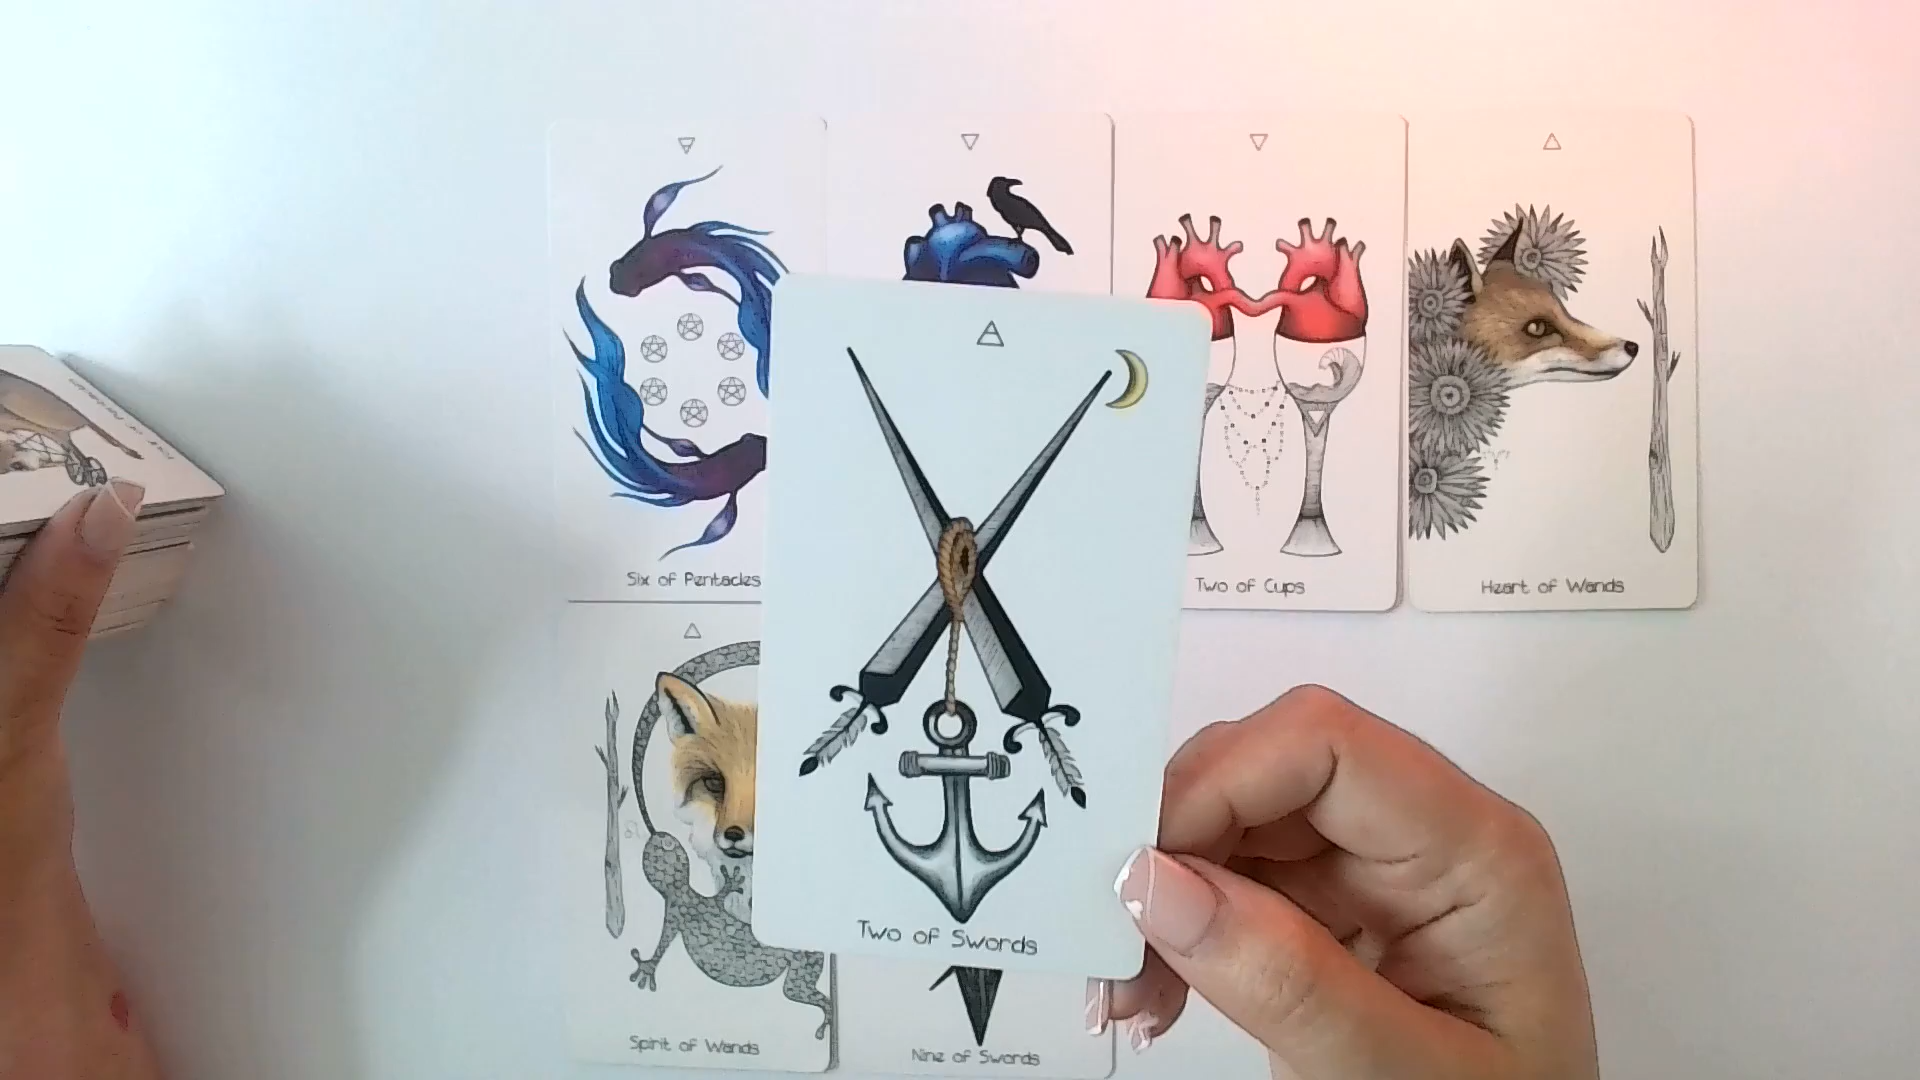 Six of Pentacles
Two of Cups
Heart of Wands
Two of Swords
Spirit of Wands
Nine of Swords